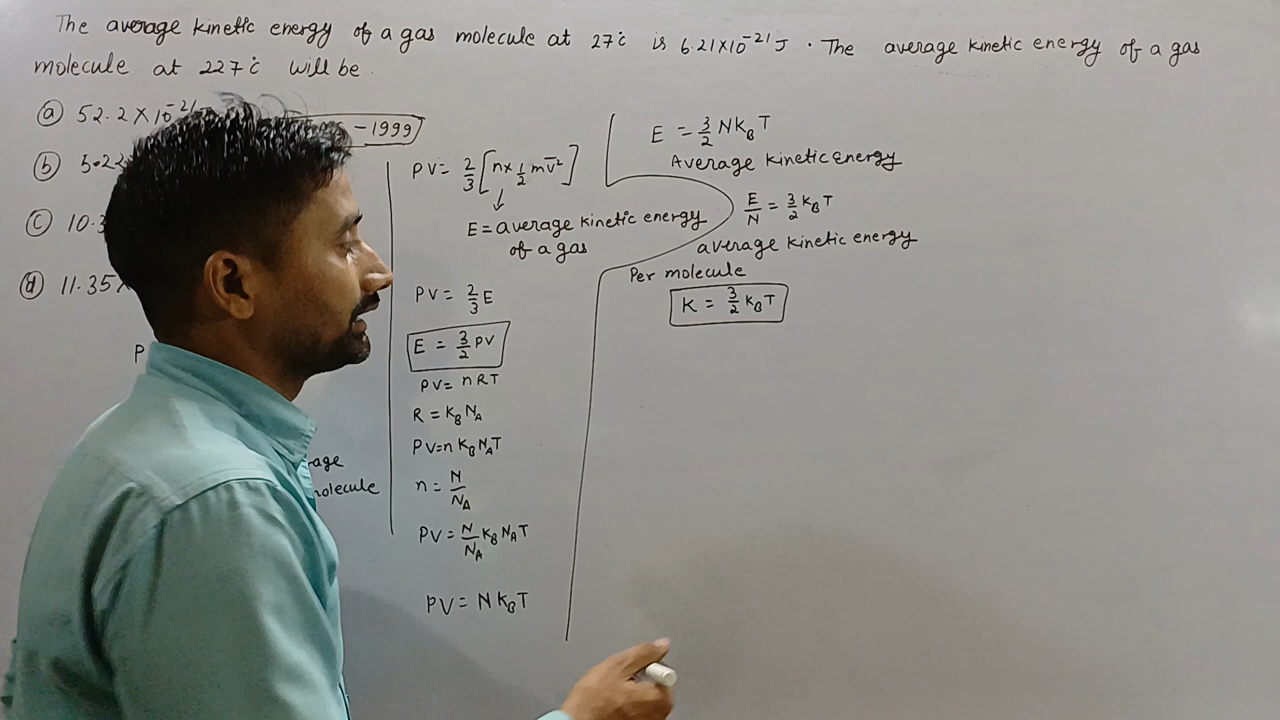 The average kinetic energy of a gas molecule at 27°c is 6.21×10⁻²¹ J. The average kinetic energy of a gas
molecule at 227°c will be
ⓐ 52.2 × 10⁻²¹
ⓑ 5.22
ⓒ 10.3
ⓓ 11.35
- 1999
P
age
molecule
PV = 2/3 [n × 1/2 m v̄²]
↓
E = average kinetic energy
of a gas
PV = 2/3 E
E = 3/2 PV
PV = nRT
R = K_B N_A
PV = n K_B N_A T
n = N/N_A
PV = N/N_A K_B N_A T
PV = N K_B T
E = 3/2 N K_B T
Average kinetic energy
E/N = 3/2 K_B T
average kinetic energy
Per molecule
K = 3/2 K_B T